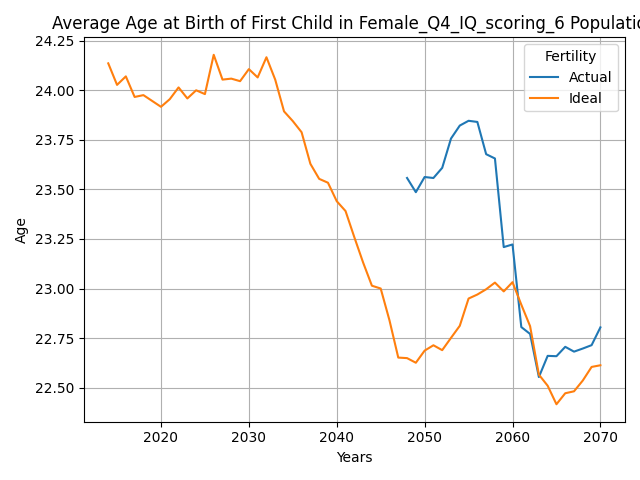 Average Age at Birth of First Child in Female_Q4_IQ_scoring_6 Populatio
24.25
24.00
23.75
23.50
23.25
23.00
22.75
22.50
Age
Fertility
Actual
Ideal
2020 2030 2040 2050 2060 2070
Years